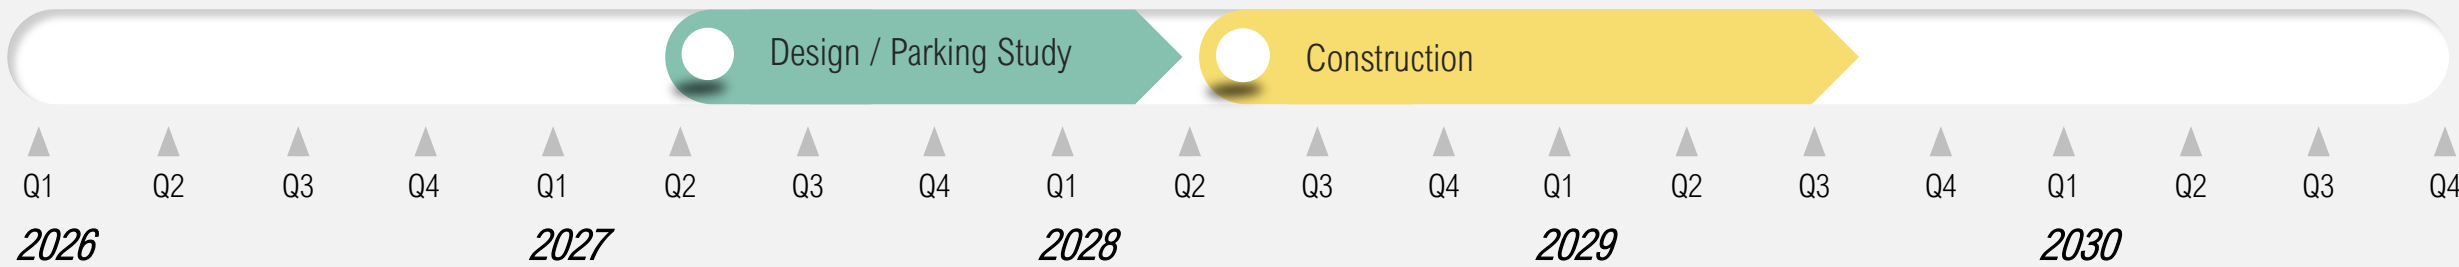 Design / Parking Study
Construction
Q1 Q2 Q3 Q4 Q1 Q2 Q3 Q4 Q1 Q2 Q3 Q4 Q1 Q2 Q3 Q4 Q1 Q2 Q3 Q4
2026 2027 2028 2029 2030